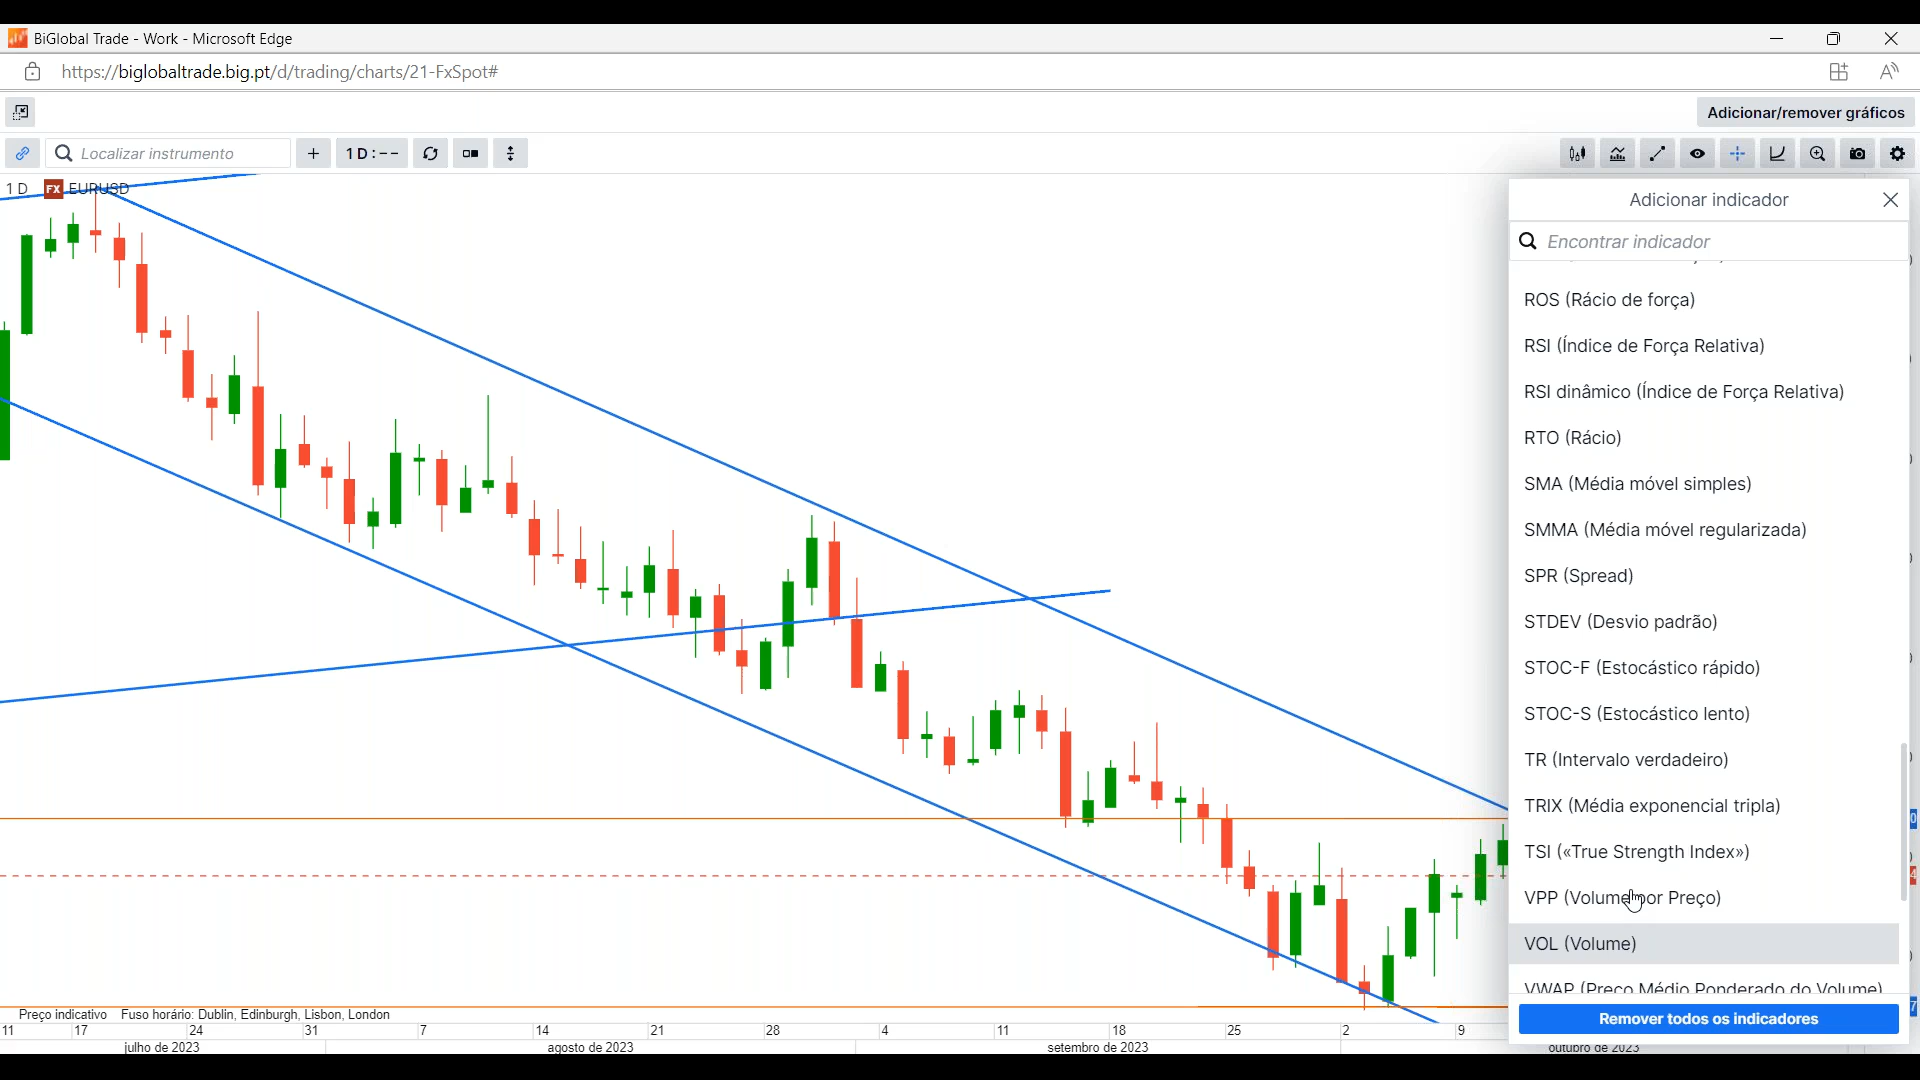 BiGlobal Trade - Work - Microsoft Edge
https://biglobaltrade.big.pt/d/trading/charts/21-FxSpot#
Adicionar/remover gráficos
Localizar instrumento
1 D : --
1 D FX EURUSD
Adicionar indicador
Encontrar indicador
ROS (Rácio de força)
RSI (Índice de Força Relativa)
RSI dinâmico (Índice de Força Relativa)
RTO (Rácio)
SMA (Média móvel simples)
SMMA (Média móvel regularizada)
SPR (Spread)
STDEV (Desvio padrão)
STOC-F (Estocástico rápido)
STOC-S (Estocástico lento)
TR (Intervalo verdadeiro)
TRIX (Média exponencial tripla)
TSI («True Strength Index»)
VPP (Volume por Preço)
VOL (Volume)
VWAP (Preço Médio Ponderado do Volume)
Remover todos os indicadores
Preço indicativo Fuso horário: Dublin, Edinburgh, Lisbon, London
11 17 24 31 7 14 21 28 4 11 18 25 2 9
julho de 2023 agosto de 2023 setembro de 2023 outubro de 2023